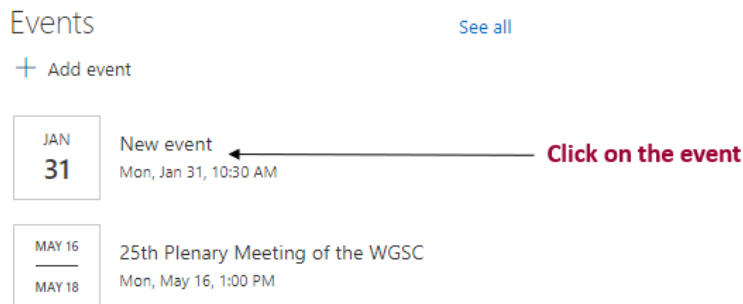 Events
See all
+ Add event
JAN
31
New event
Mon, Jan 31, 10:30 AM
Click on the event
MAY 16
MAY 18
25th Plenary Meeting of the WGSC
Mon, May 16, 1:00 PM